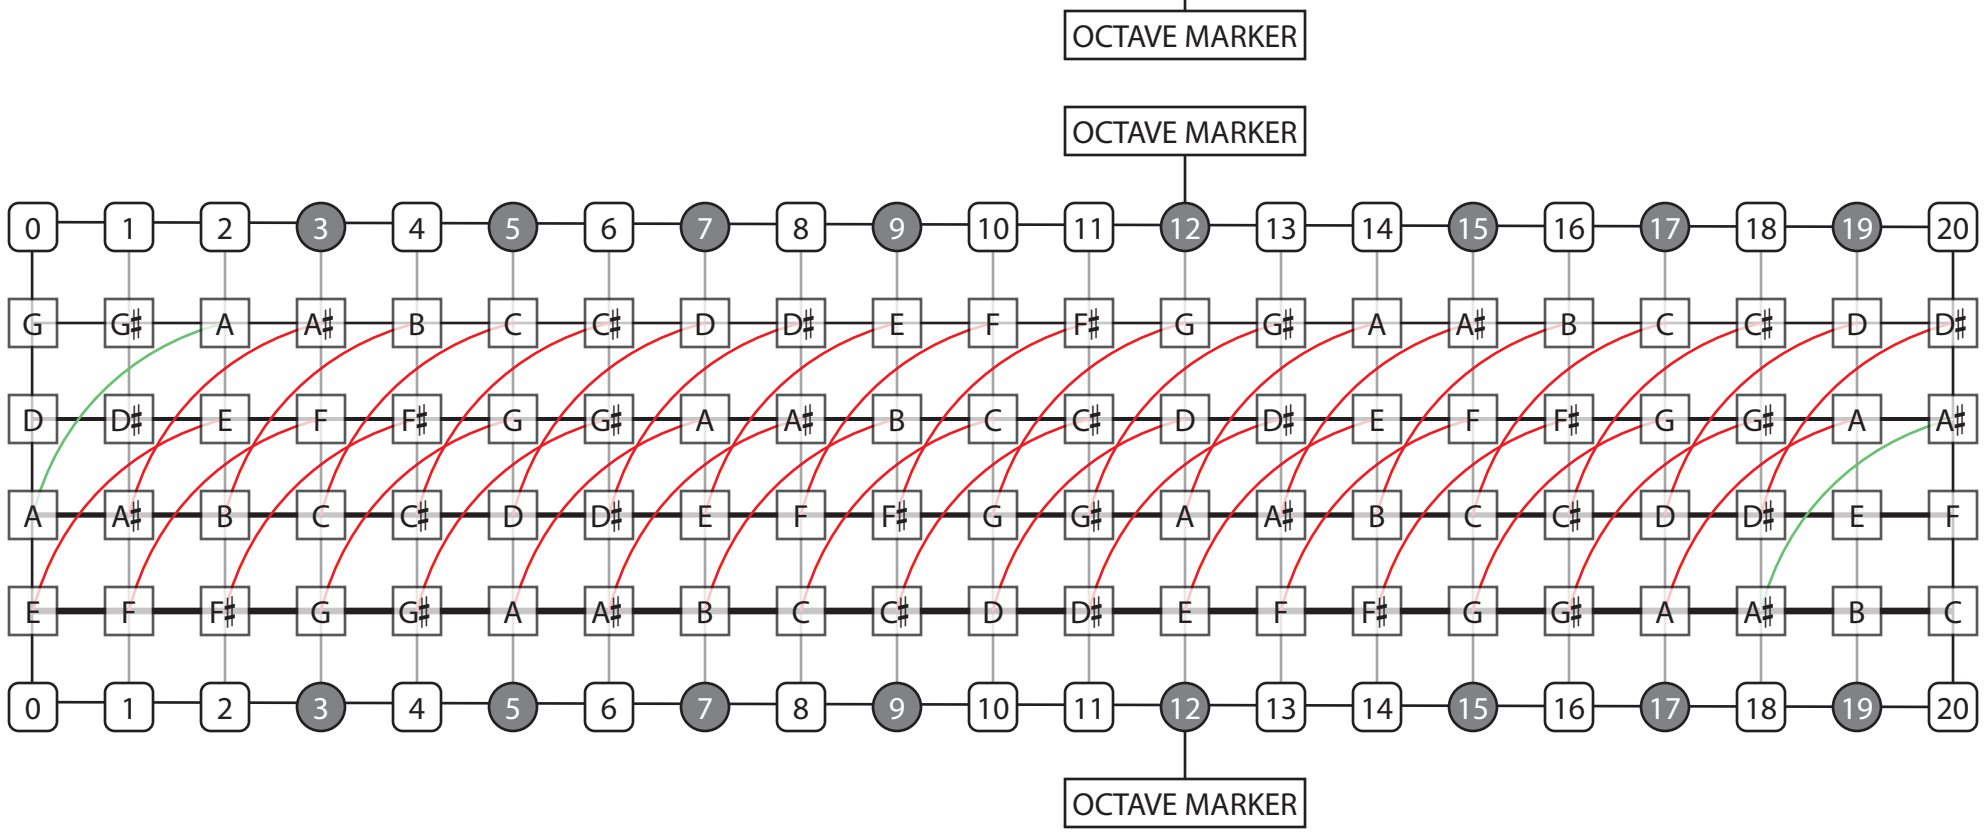 OCTAVE MARKER
OCTAVE MARKER
0 1 2 3 4 5 6 7 8 9 10 11 12 13 14 15 16 17 18 19 20
G G♯ A A♯ B C C♯ D D♯ E F F♯ G G♯ A A♯ B C C♯ D D♯
D D♯ E F F♯ G G♯ A A♯ B C C♯ D D♯ E F F♯ G G♯ A A♯
A A♯ B C C♯ D D♯ E F F♯ G G♯ A A♯ B C C♯ D D♯ E F
E F F♯ G G♯ A A♯ B C C♯ D D♯ E F F♯ G G♯ A A♯ B C
0 1 2 3 4 5 6 7 8 9 10 11 12 13 14 15 16 17 18 19 20
OCTAVE MARKER